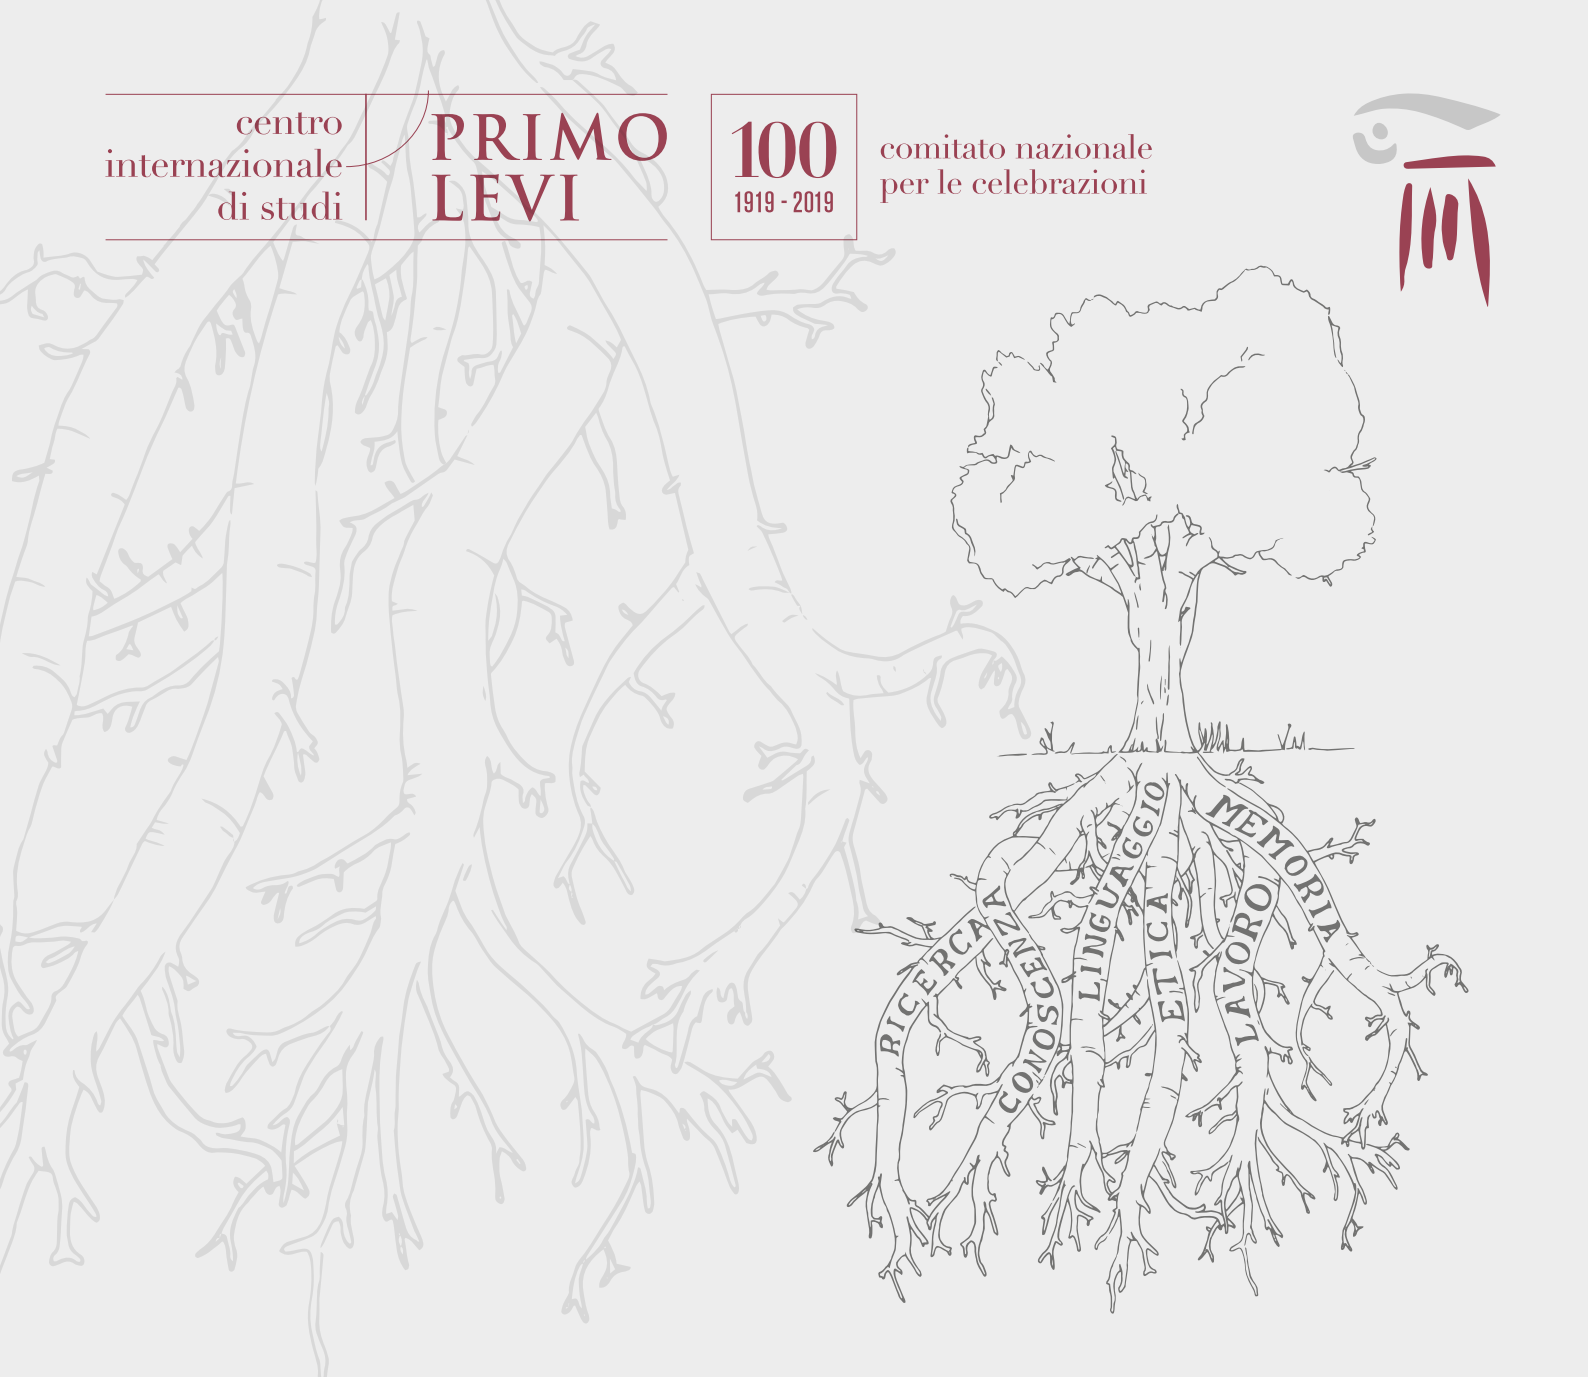 centro
internazionale
di studi
PRIMO
LEVI
100
1919 - 2019
comitato nazionale
per le celebrazioni
RICERCA
CONOSCENZA
LINGUAGGIO
ETICA
LAVORO
MEMORIA